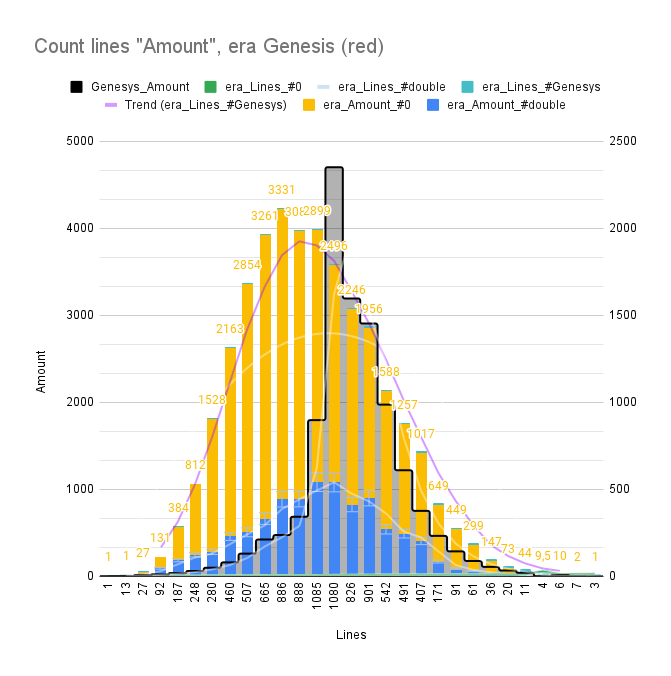 Count lines "Amount", era Genesis (red)
Genesys_Amount era_Lines_#0 era_Lines_#double era_Lines_#Genesys
Trend (era_Lines_#Genesys) era_Amount_#0 era_Amount_#double
5000 2500
3331
3261 308 2899
4000 2000
2496
2854
2246
1956
3000 1500
2163
1588
Amount
1528 1257
2000 1000
1017
812
649
384 449
1000 500
131 299
147
1 1 27 73 44 9,5 10 2 1
0 0
1 13 27 92 187 248 280 460 507 665 886 888 1085 1080 826 901 542 491 407 171 91 61 36 20 11 4 6 7 3
Lines